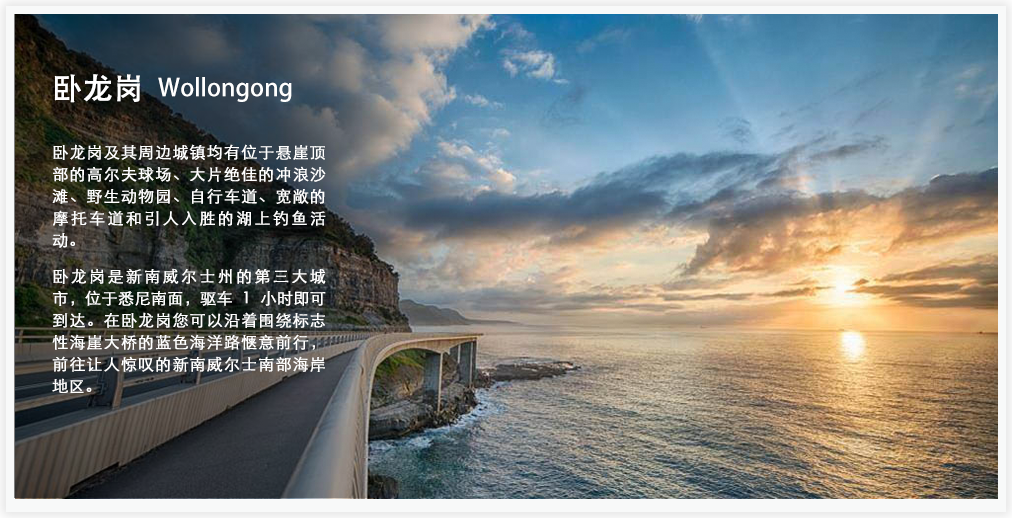 卧龙岗 Wollongong
卧龙岗及其周边城镇均有位于悬崖顶
部的高尔夫球场、大片绝佳的冲浪沙
滩、野生动物园、自行车道、宽敞的
摩托车道和引人入胜的湖上钓鱼活
动。
卧龙岗是新南威尔士州的第三大城
市，位于悉尼南面，驱车 1 小时即可
到达。在卧龙岗您可以沿着围绕标志
性海崖大桥的蓝色海洋路惬意前行，
前往让人惊叹的新南威尔士南部海岸
地区。